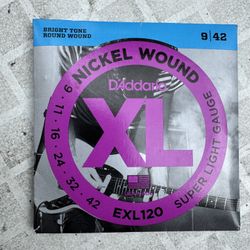 BRIGHT TONE
ROUND WOUND
9|42
NICKEL WOUND
D'Addario
XL
9 · 11 · 16 · 24 · 32 · 42
EXL120
SUPER LIGHT GAUGE